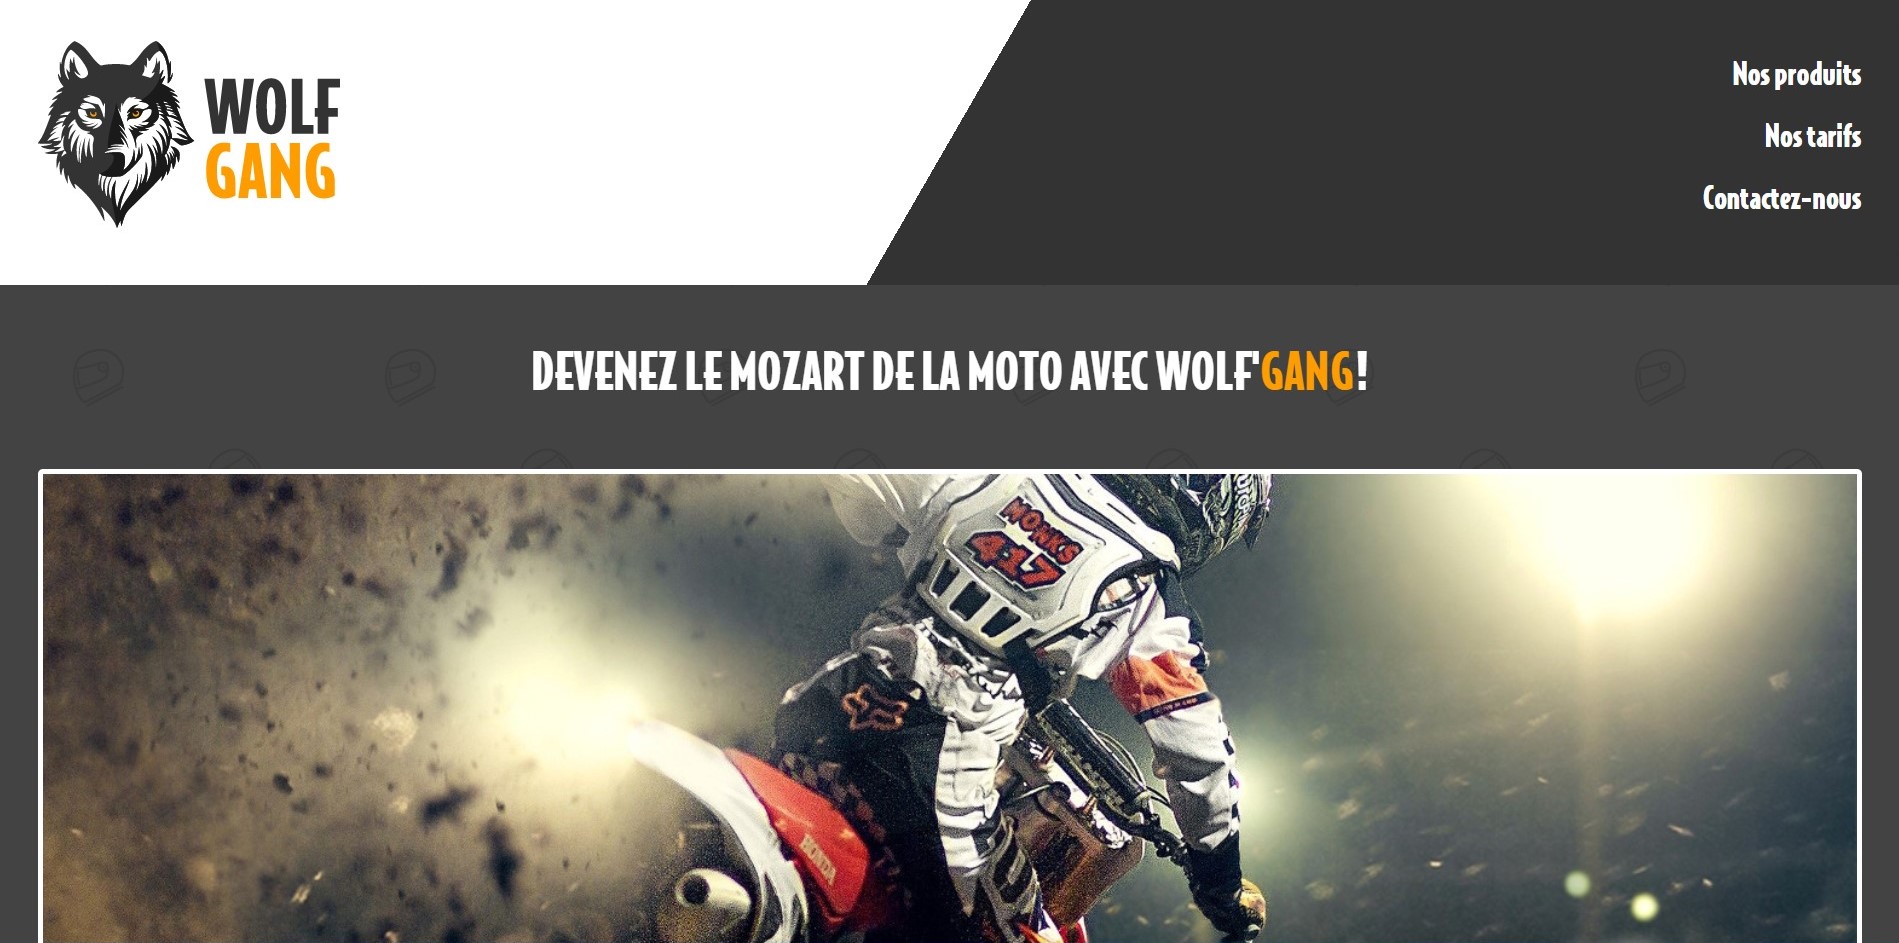 WOLF
GANG
Nos produits
Nos tarifs
Contactez-nous
DEVENEZ LE MOZART DE LA MOTO AVEC WOLF'GANG!
MONKS
417
HONDA